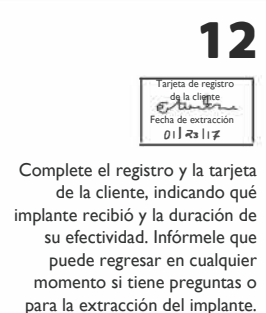 12
Tarjeta de registro
de la cliente
Fecha de extracción
01/23/17
Complete el registro y la tarjeta
de la cliente, indicando qué
implante recibió y la duración de
su efectividad. Infórmele que
puede regresar en cualquier
momento si tiene preguntas o
para la extracción del implante.